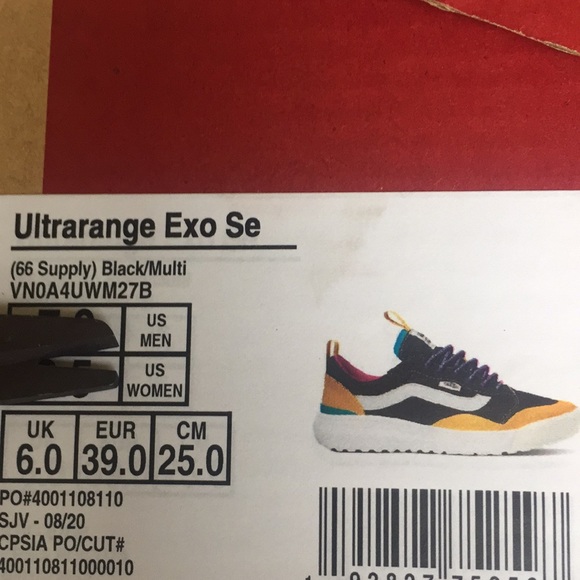 Ultrarange Exo Se
(66 Supply) Black/Multi
VN0A4UWM27B
US
MEN
US
WOMEN
UK EUR CM
6.0 39.0 25.0
PO#4001108110
SJV - 08/20
CPSIA PO/CUT#
400110811000010